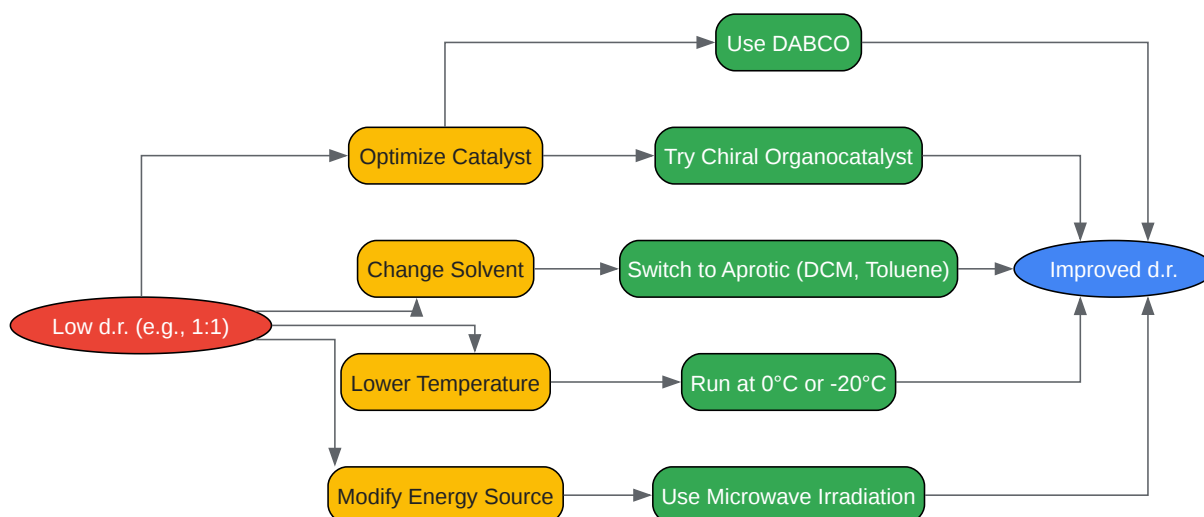 Use DABCO
Optimize Catalyst
Try Chiral Organocatalyst
Change Solvent
Switch to Aprotic (DCM, Toluene)
Improved d.r.
Low d.r. (e.g., 1:1)
Lower Temperature
Run at 0°C or -20°C
Modify Energy Source
Use Microwave Irradiation